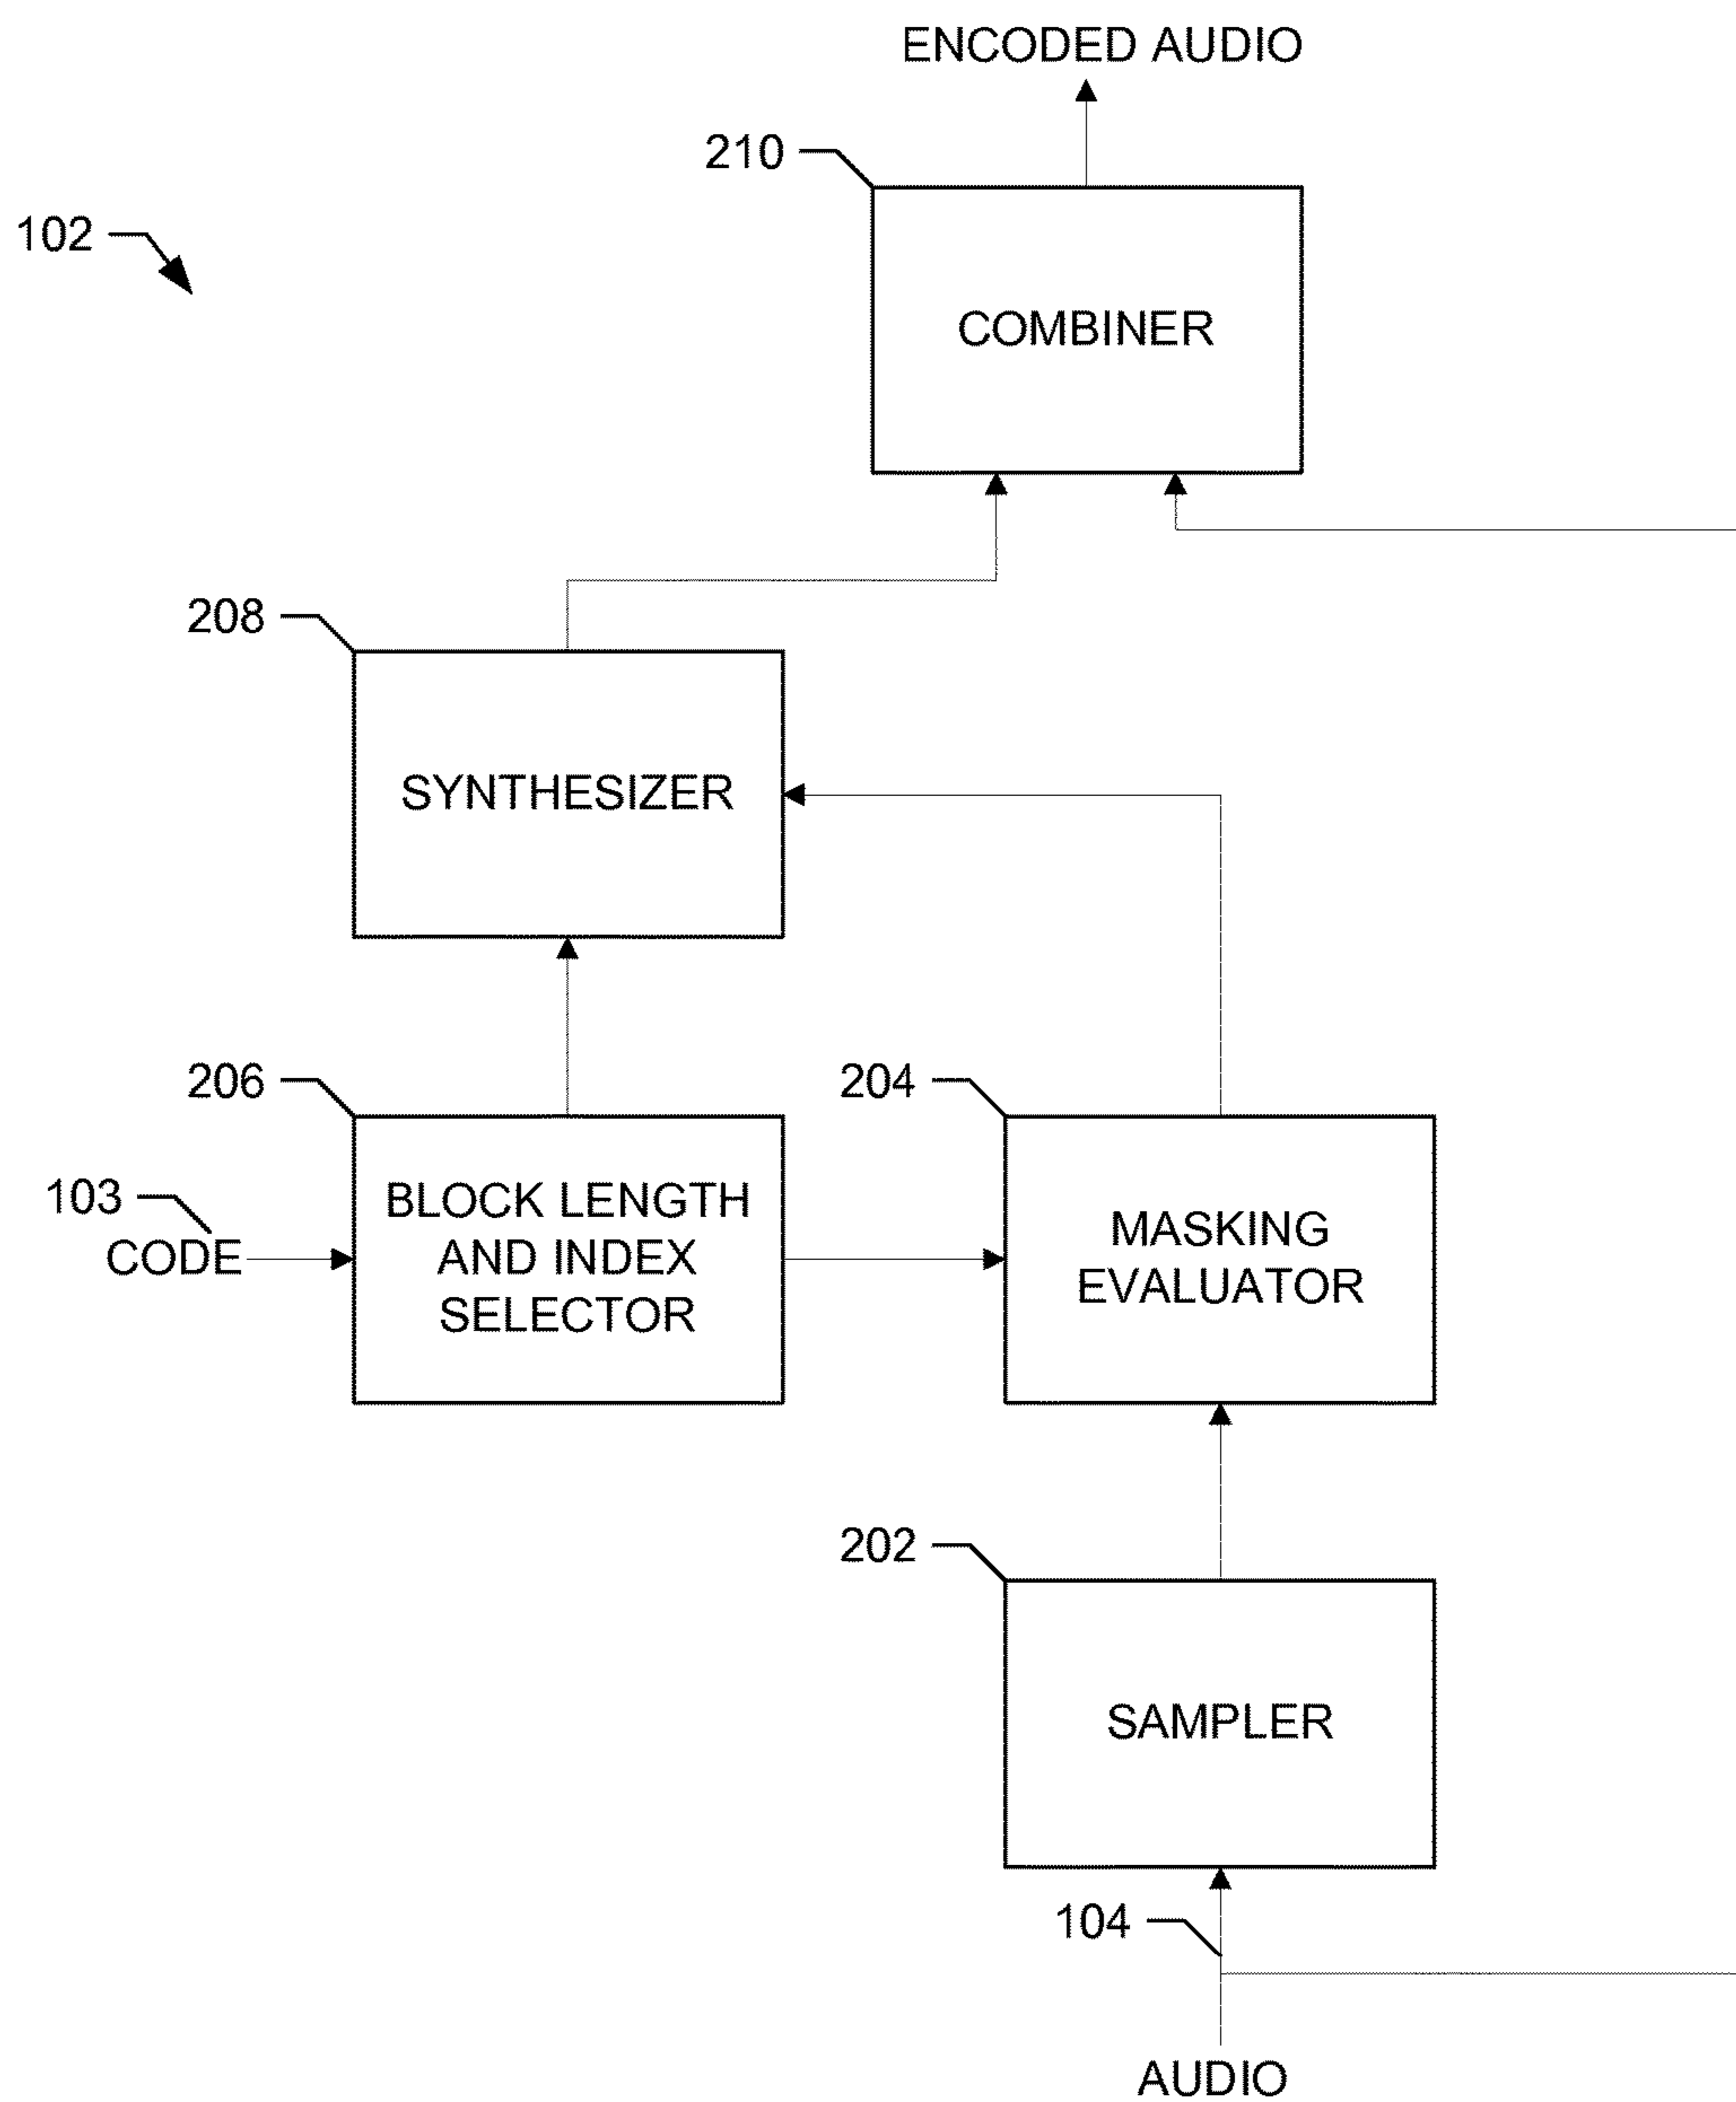 ENCODED AUDIO
210
102
COMBINER
208
SYNTHESIZER
206
204
103
CODE
BLOCK LENGTH
AND INDEX
SELECTOR
MASKING
EVALUATOR
202
SAMPLER
104
AUDIO